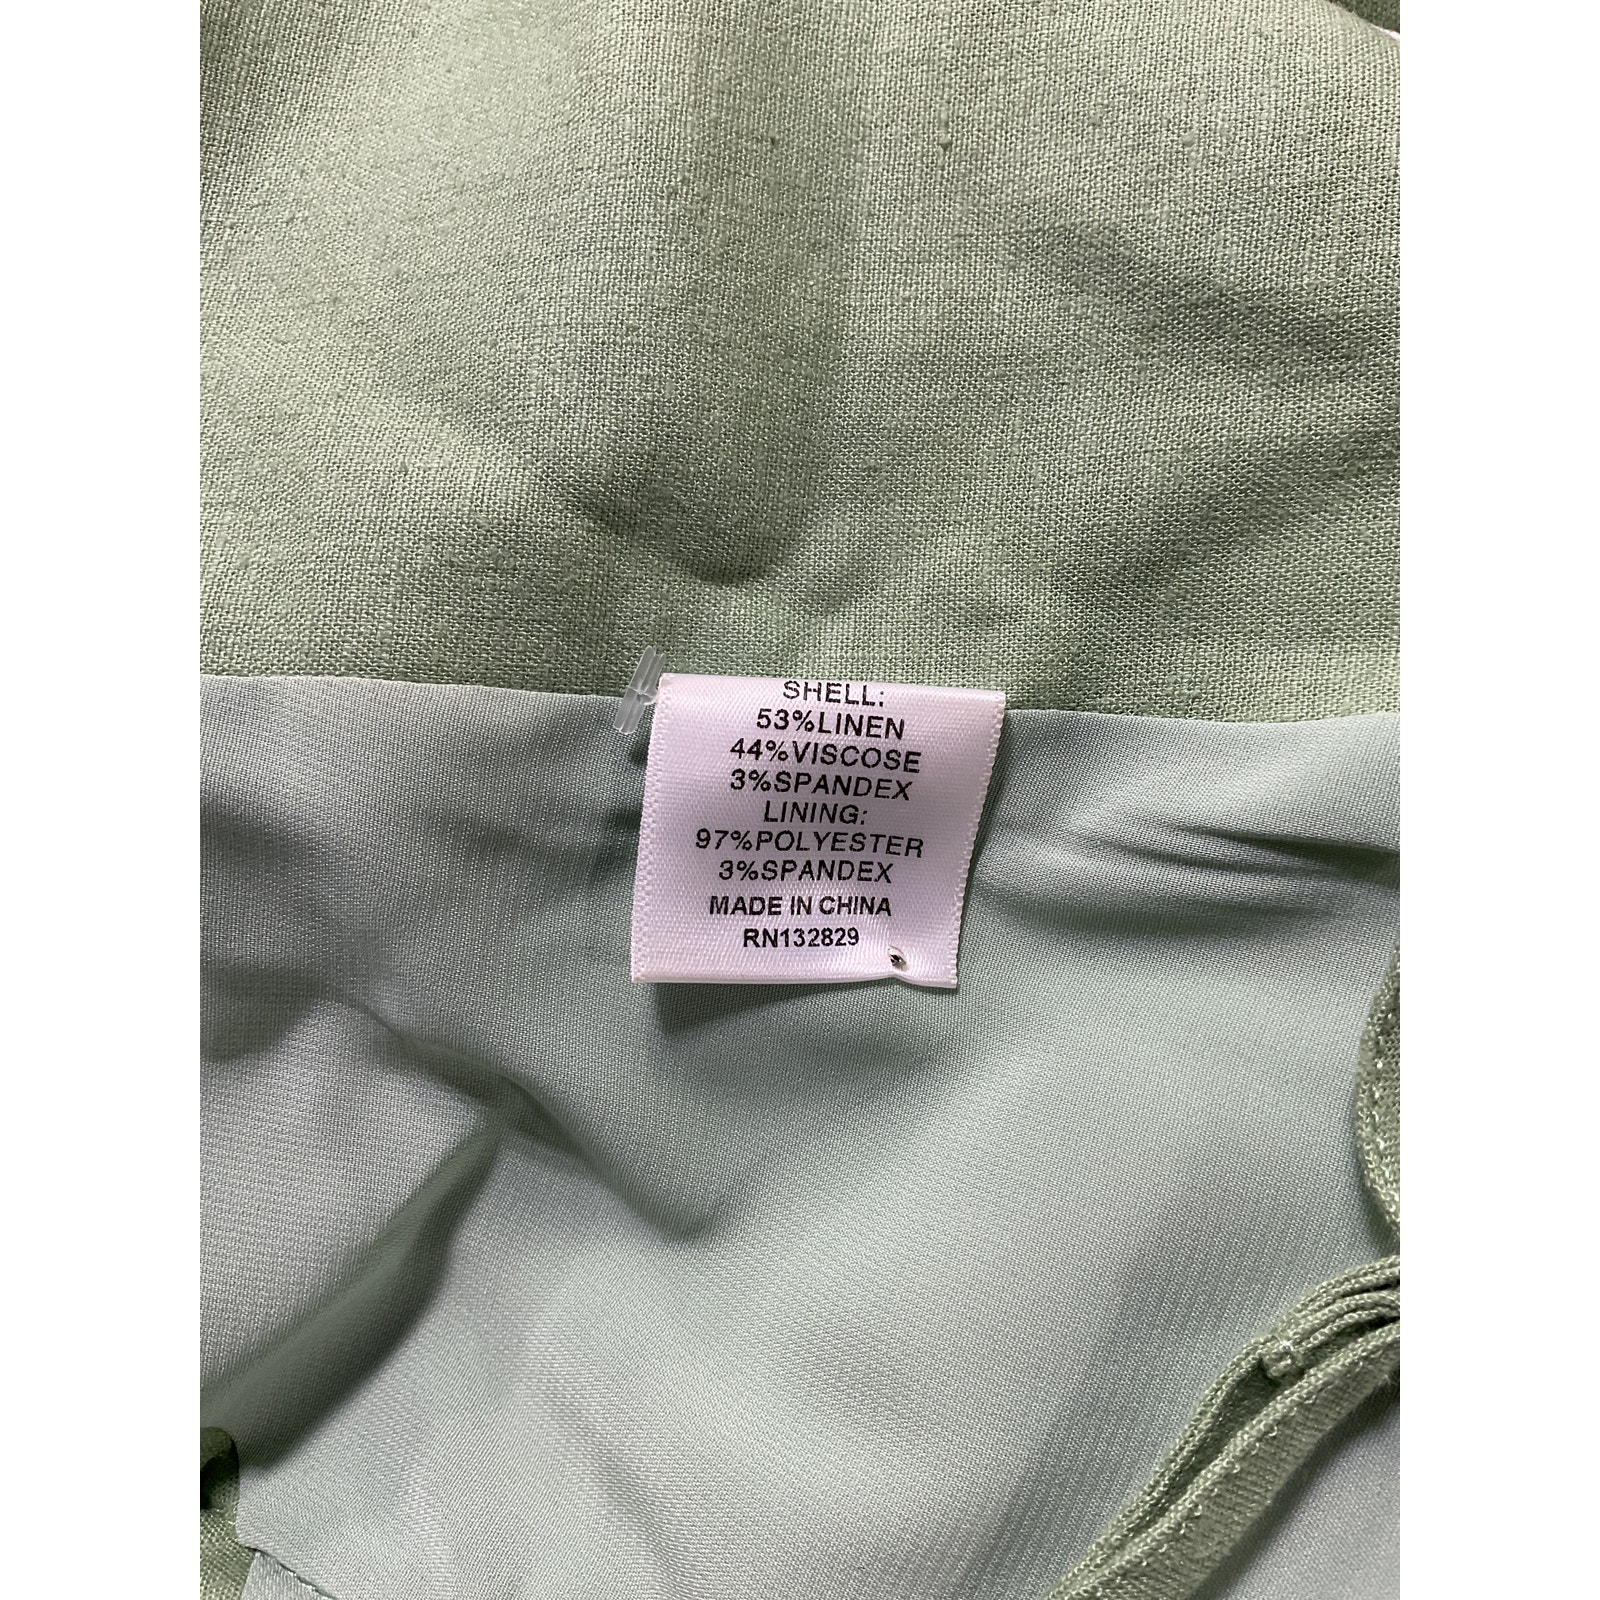 SHELL:
53%LINEN
44%VISCOSE
3%SPANDEX
LINING:
97%POLYESTER
3%SPANDEX
MADE IN CHINA
RN132829